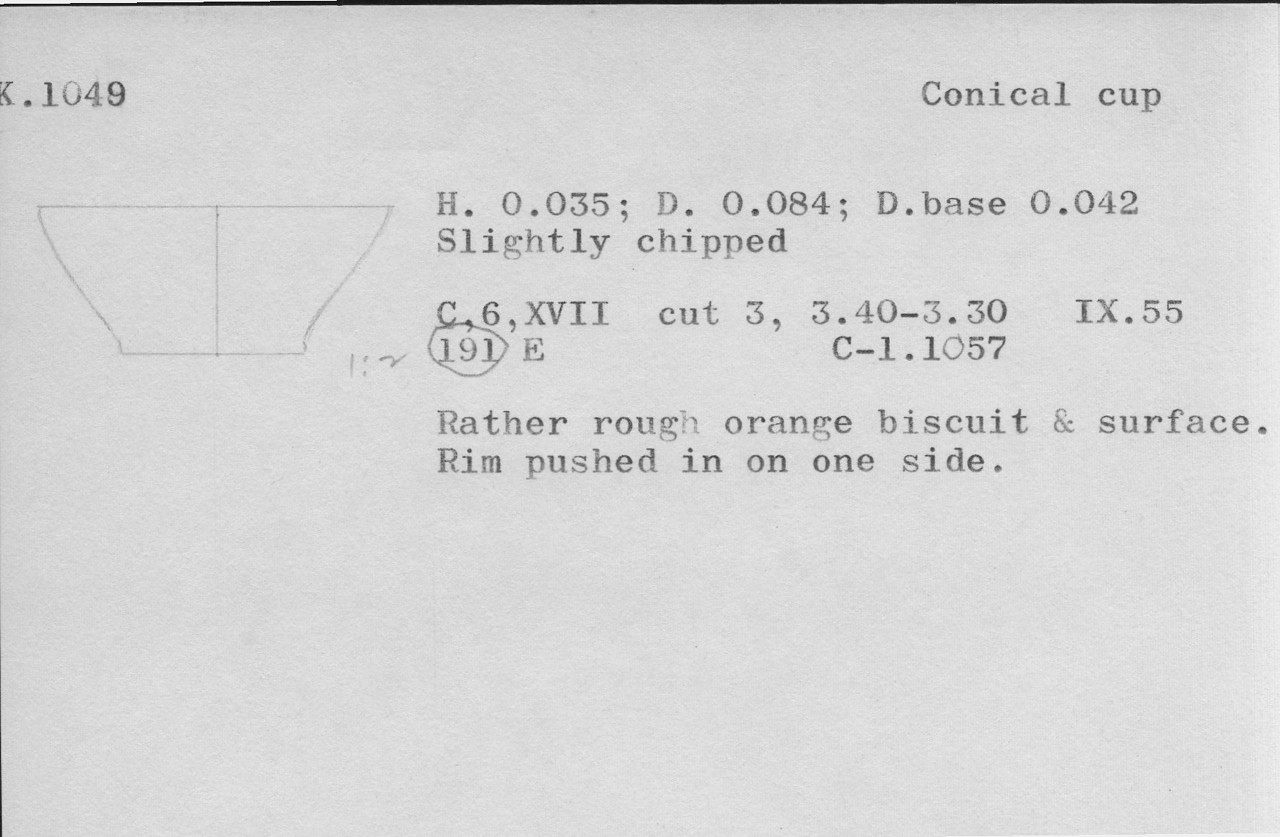 K.1049 Conical cup
H. 0.035; D. 0.084; D.base 0.042
Slightly chipped
C,6,XVII cut 3, 3.40-3.30 IX.55
191 E C-1.1057
1:2
Rather rough orange biscuit & surface.
Rim pushed in on one side.